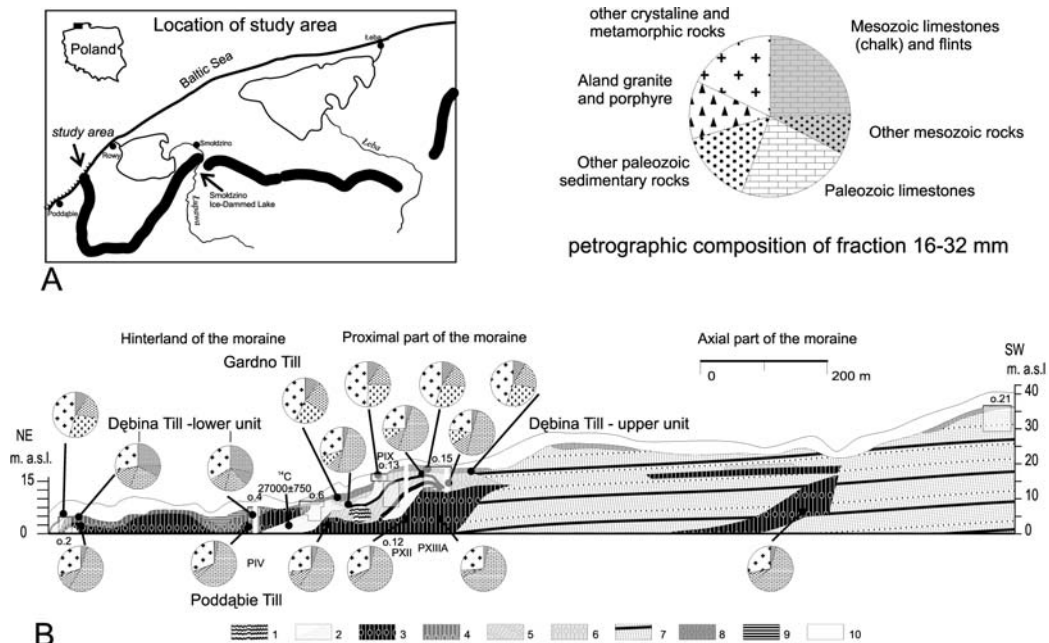 Location of study area
Poland
Baltic Sea
Łeba
study area
Rowy
Smołdzino
Łeba
Smołdzino
Ice-Dammed Lake
Poddąbie
Łupawa
A
other crystaline and
metamorphic rocks
Mesozoic limestones
(chalk) and flints
Aland granite
and porphyre
Other mesozoic rocks
Other paleozoic
sedimentary rocks
Paleozoic limestones
petrographic composition of fraction 16-32 mm
Hinterland of the moraine
Proximal part of the moraine
Axial part of the moraine
Gardno Till
0
200 m
SW
m. a.s.l.
40
30
20
10
0
o.21
NE
m. a.s.l.
15
0
Dębina Till -lower unit
Dębina Till - upper unit
PIX
o.13
o.15
¹⁴C
27000±750
o.4
o.6
o.2
PIV
o.12
PXII
PXIIIA
Poddąbie Till
B
1 2 3 4 5 6 7 8 9 10